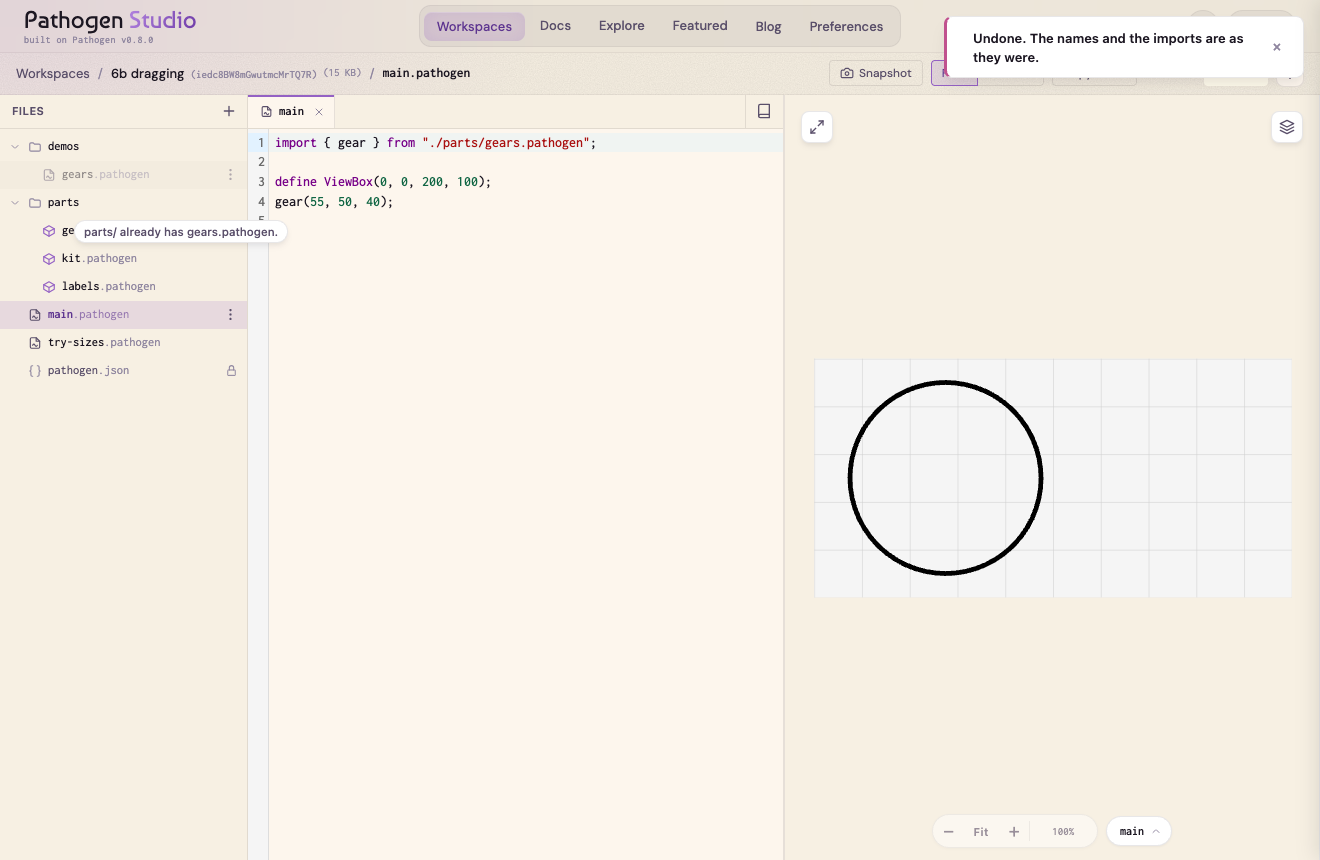 Pathogen Studio
built on Pathogen v0.8.0
Workspaces
Docs
Explore
Featured
Blog
Preferences
Undone. The names and the imports are as
they were.
×
Workspaces / 6b dragging (iedc8BW8mGwutmcMrTQ7R) (15 KB) / main.pathogen
Snapshot
FILES
main
demos
gears.pathogen
parts
ge
parts/ already has gears.pathogen.
kit.pathogen
labels.pathogen
main.pathogen
try-sizes.pathogen
{} pathogen.json
1 import { gear } from "./parts/gears.pathogen";
2
3 define ViewBox(0, 0, 200, 100);
4 gear(55, 50, 40);
Fit
100%
main